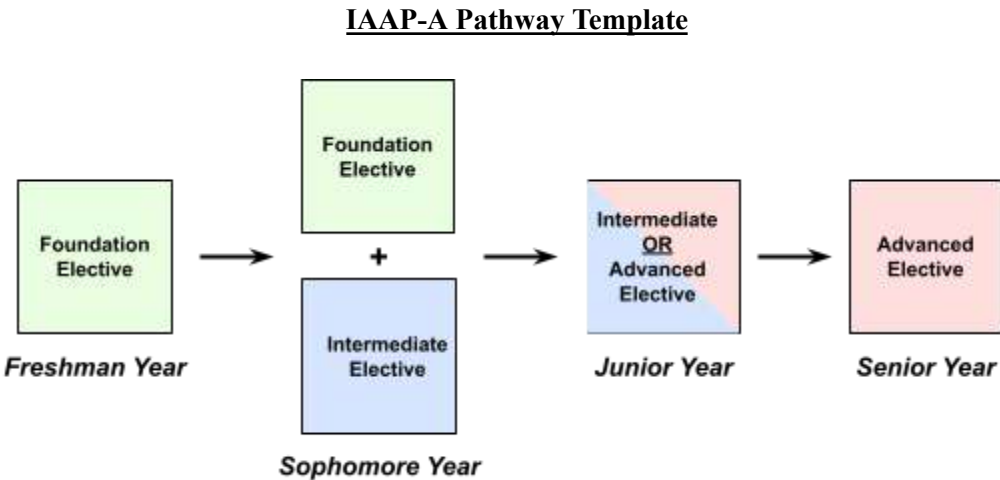 IAAP-A Pathway Template
Foundation
Elective
Freshman Year
Foundation
Elective
+
Intermediate
Elective
Sophomore Year
Intermediate
OR
Advanced
Elective
Junior Year
Advanced
Elective
Senior Year